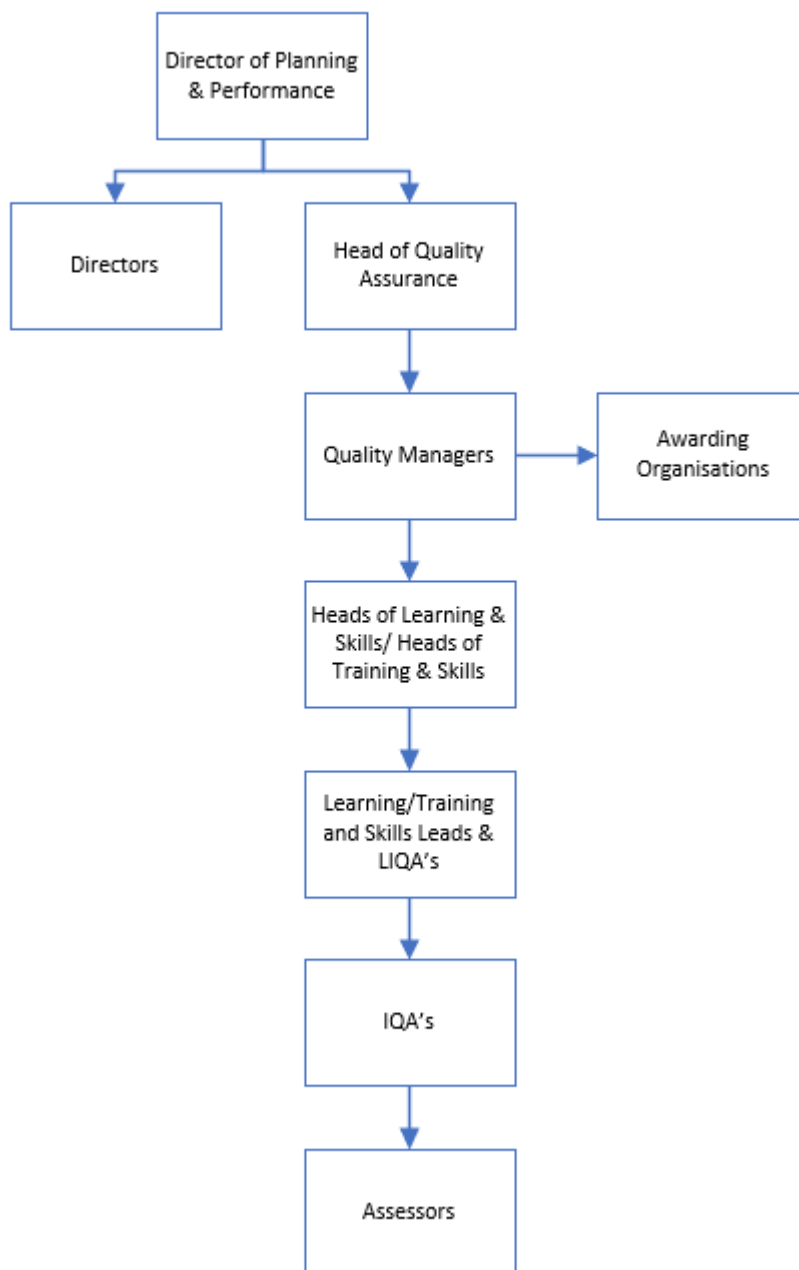 Director of Planning
& Performance
Directors
Head of Quality
Assurance
Quality Managers
Awarding
Organisations
Heads of Learning &
Skills/ Heads of
Training & Skills
Learning/Training
and Skills Leads &
LIQA’s
IQA’s
Assessors